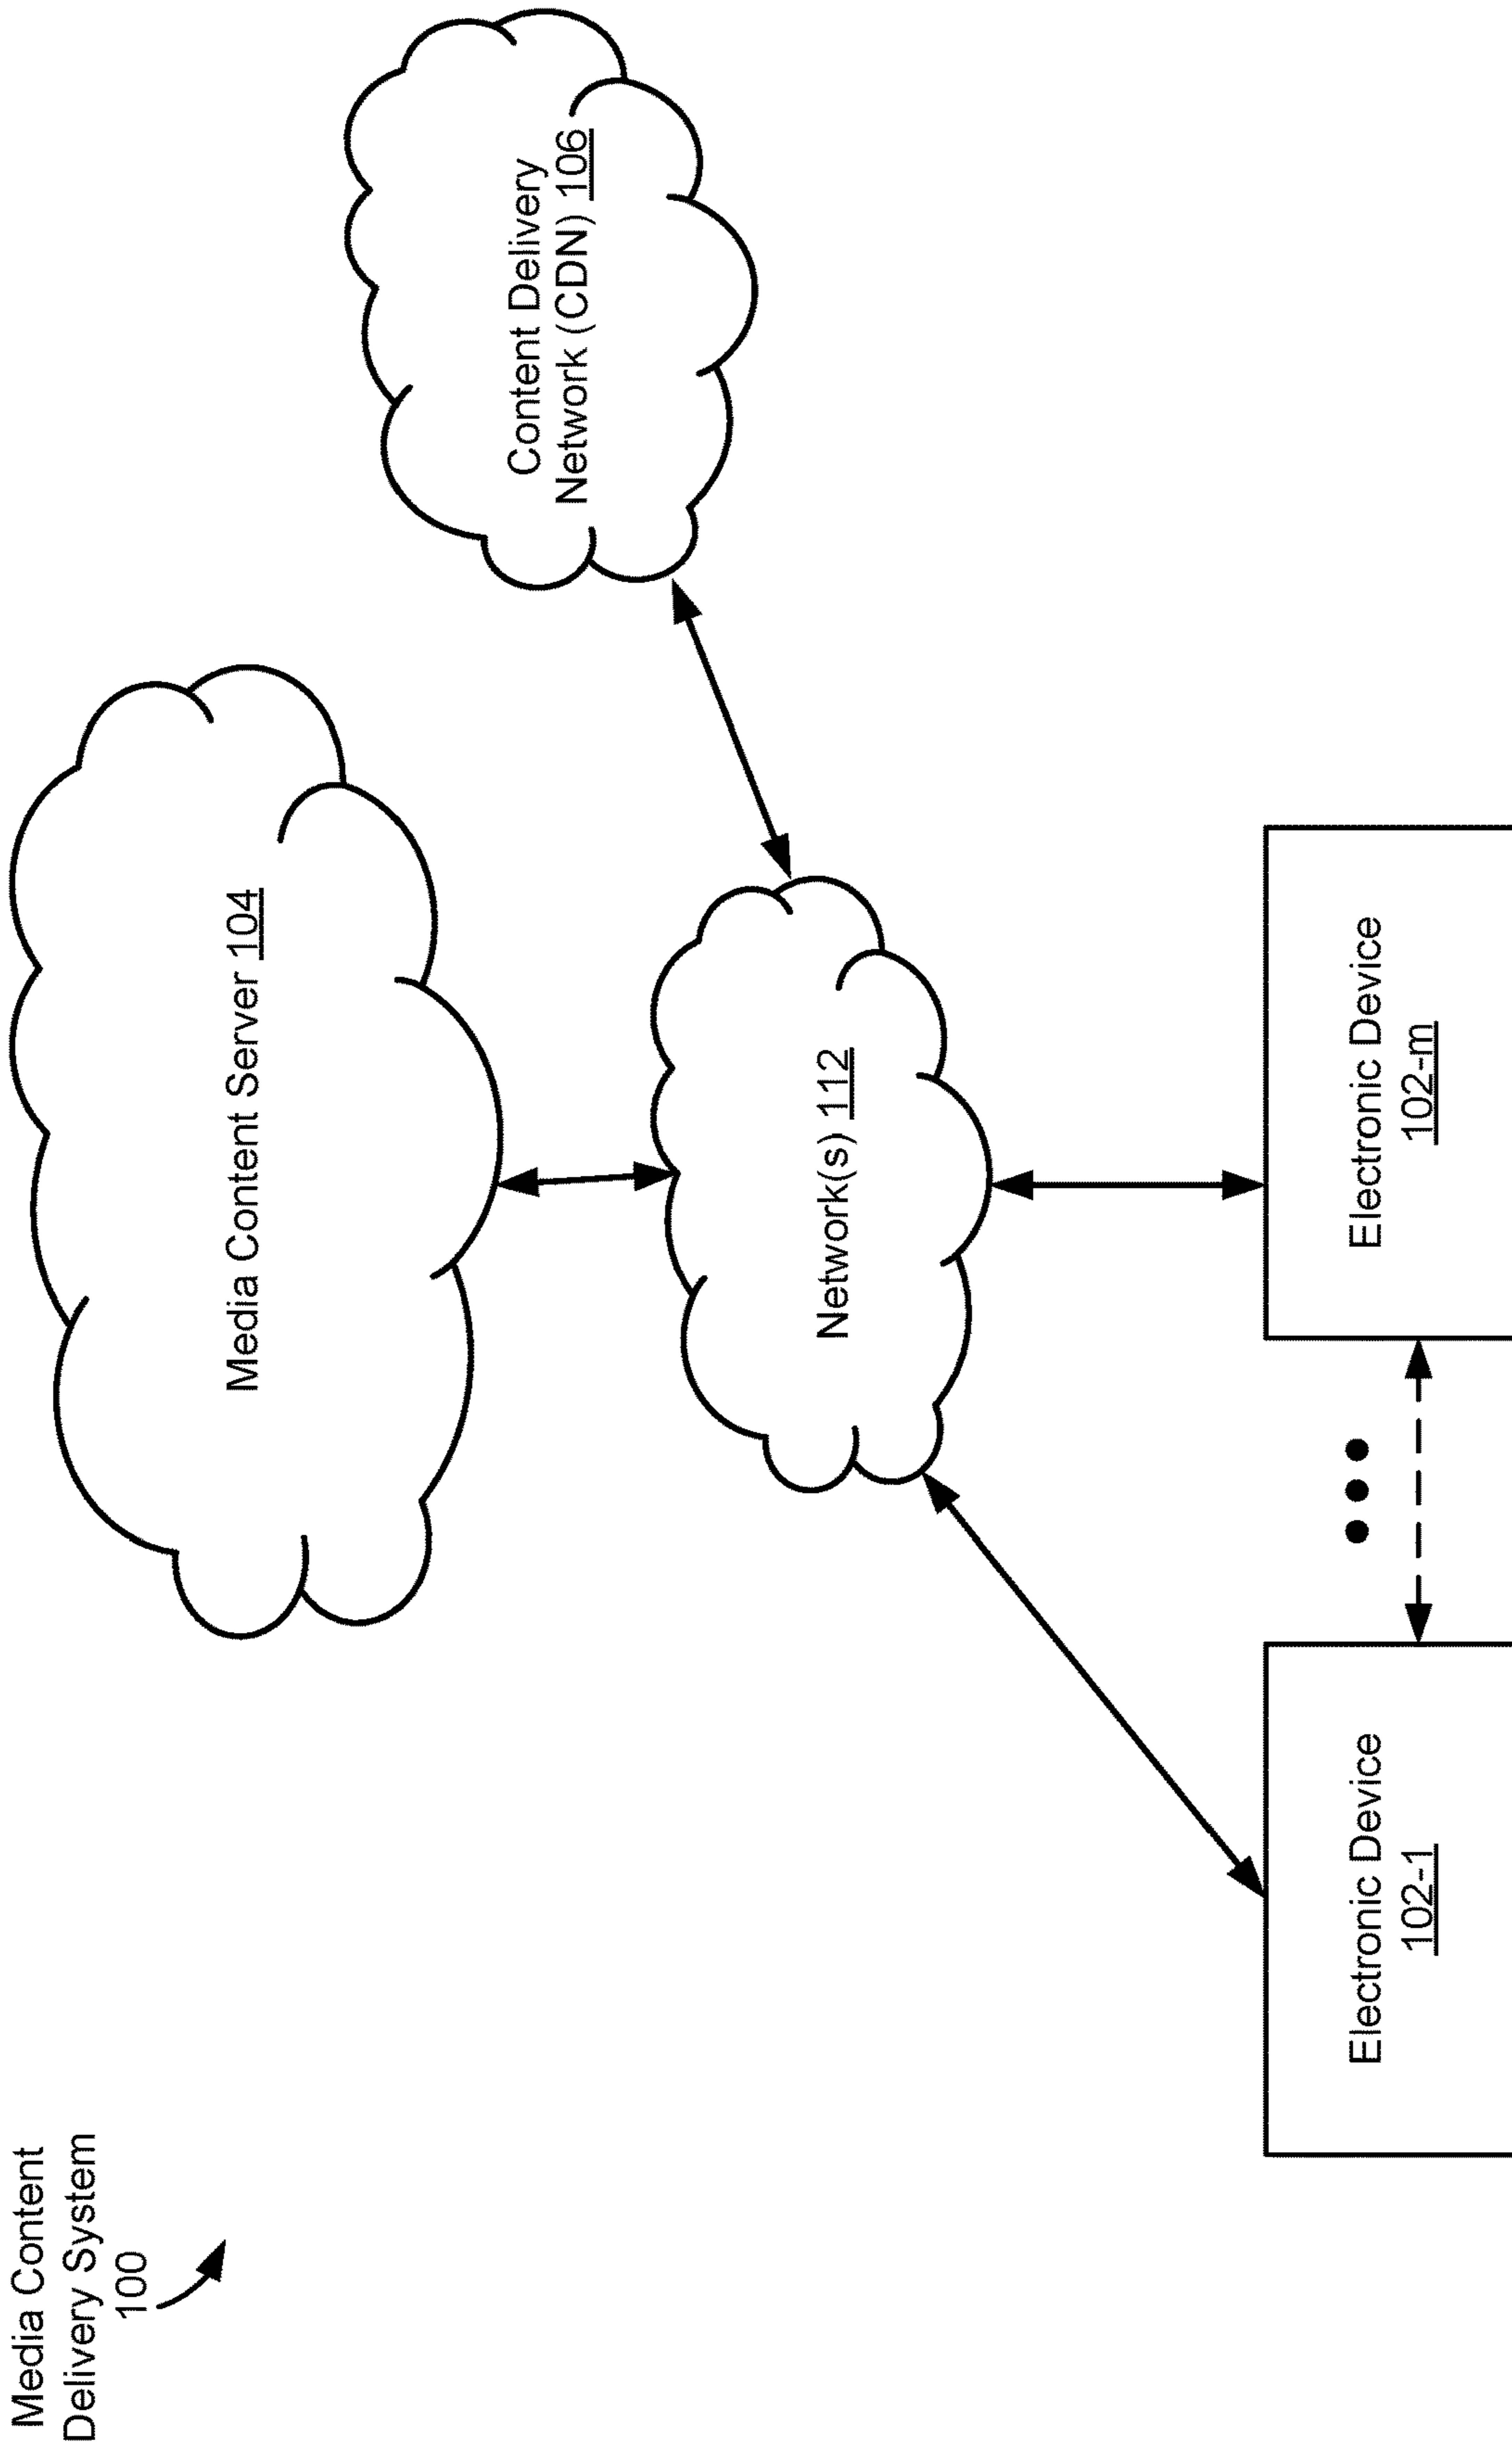 Media Content
Delivery System
100
Media Content Server 104
Content Delivery
Network (CDN) 106
Network(s) 112
Electronic Device
102-1
Electronic Device
102-m